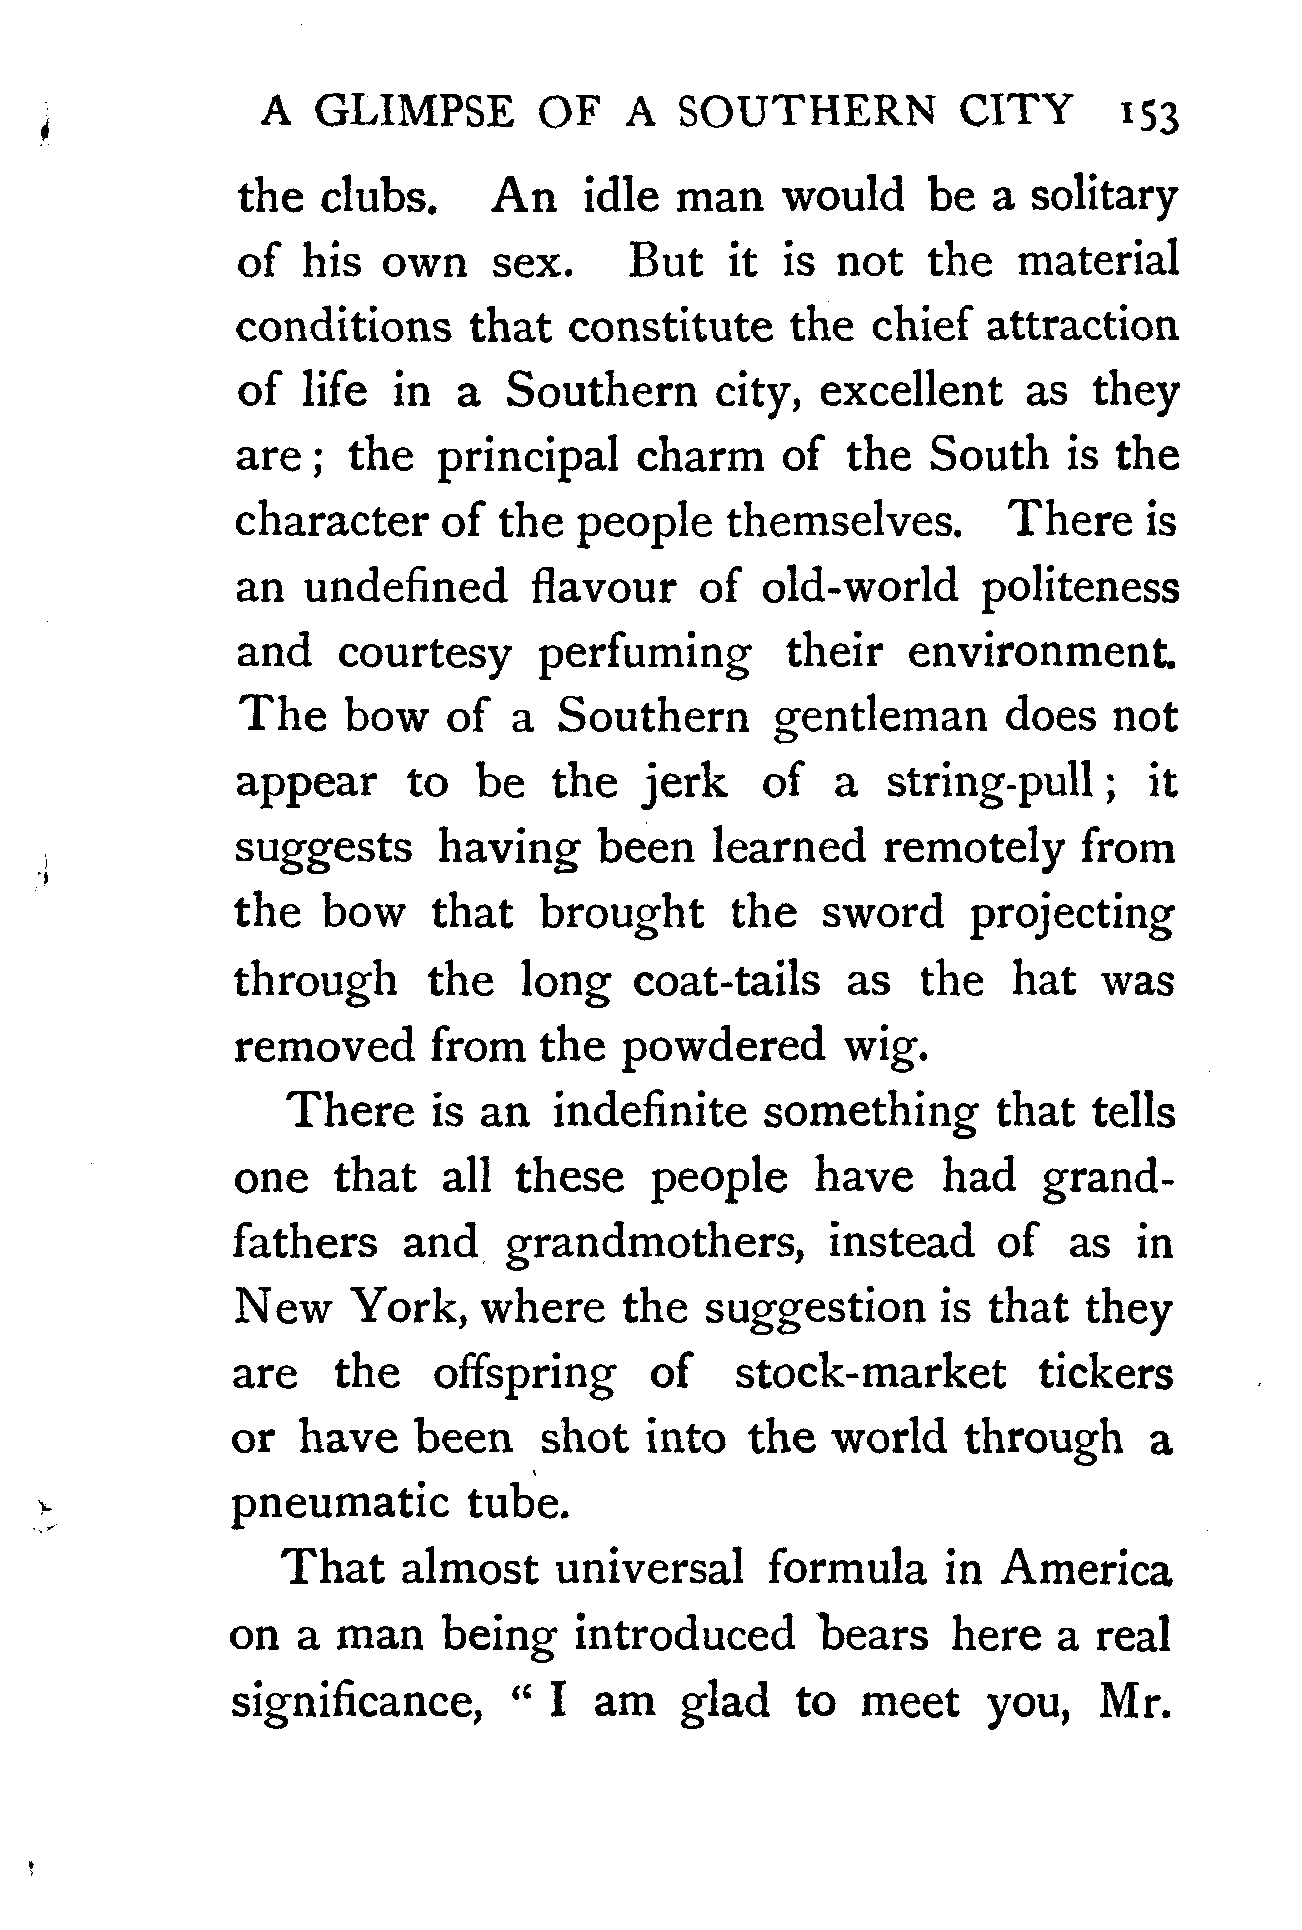 A GLIMPSE OF A SOUTHERN CITY 153
the clubs. An idle man would be a solitary
of his own sex. But it is not the material
conditions that constitute the chief attraction
of life in a Southern city, excellent as they
are; the principal charm of the South is the
character of the people themselves. There is
an undefined flavour of old-world politeness
and courtesy perfuming their environment.
The bow of a Southern gentleman does not
appear to be the jerk of a string-pull; it
suggests having been learned remotely from
the bow that brought the sword projecting
through the long coat-tails as the hat was
removed from the powdered wig.
There is an indefinite something that tells
one that all these people have had grand-
fathers and grandmothers, instead of as in
New York, where the suggestion is that they
are the offspring of stock-market tickers
or have been shot into the world through a
pneumatic tube.
That almost universal formula in America
on a man being introduced bears here a real
significance, “ I am glad to meet you, Mr.